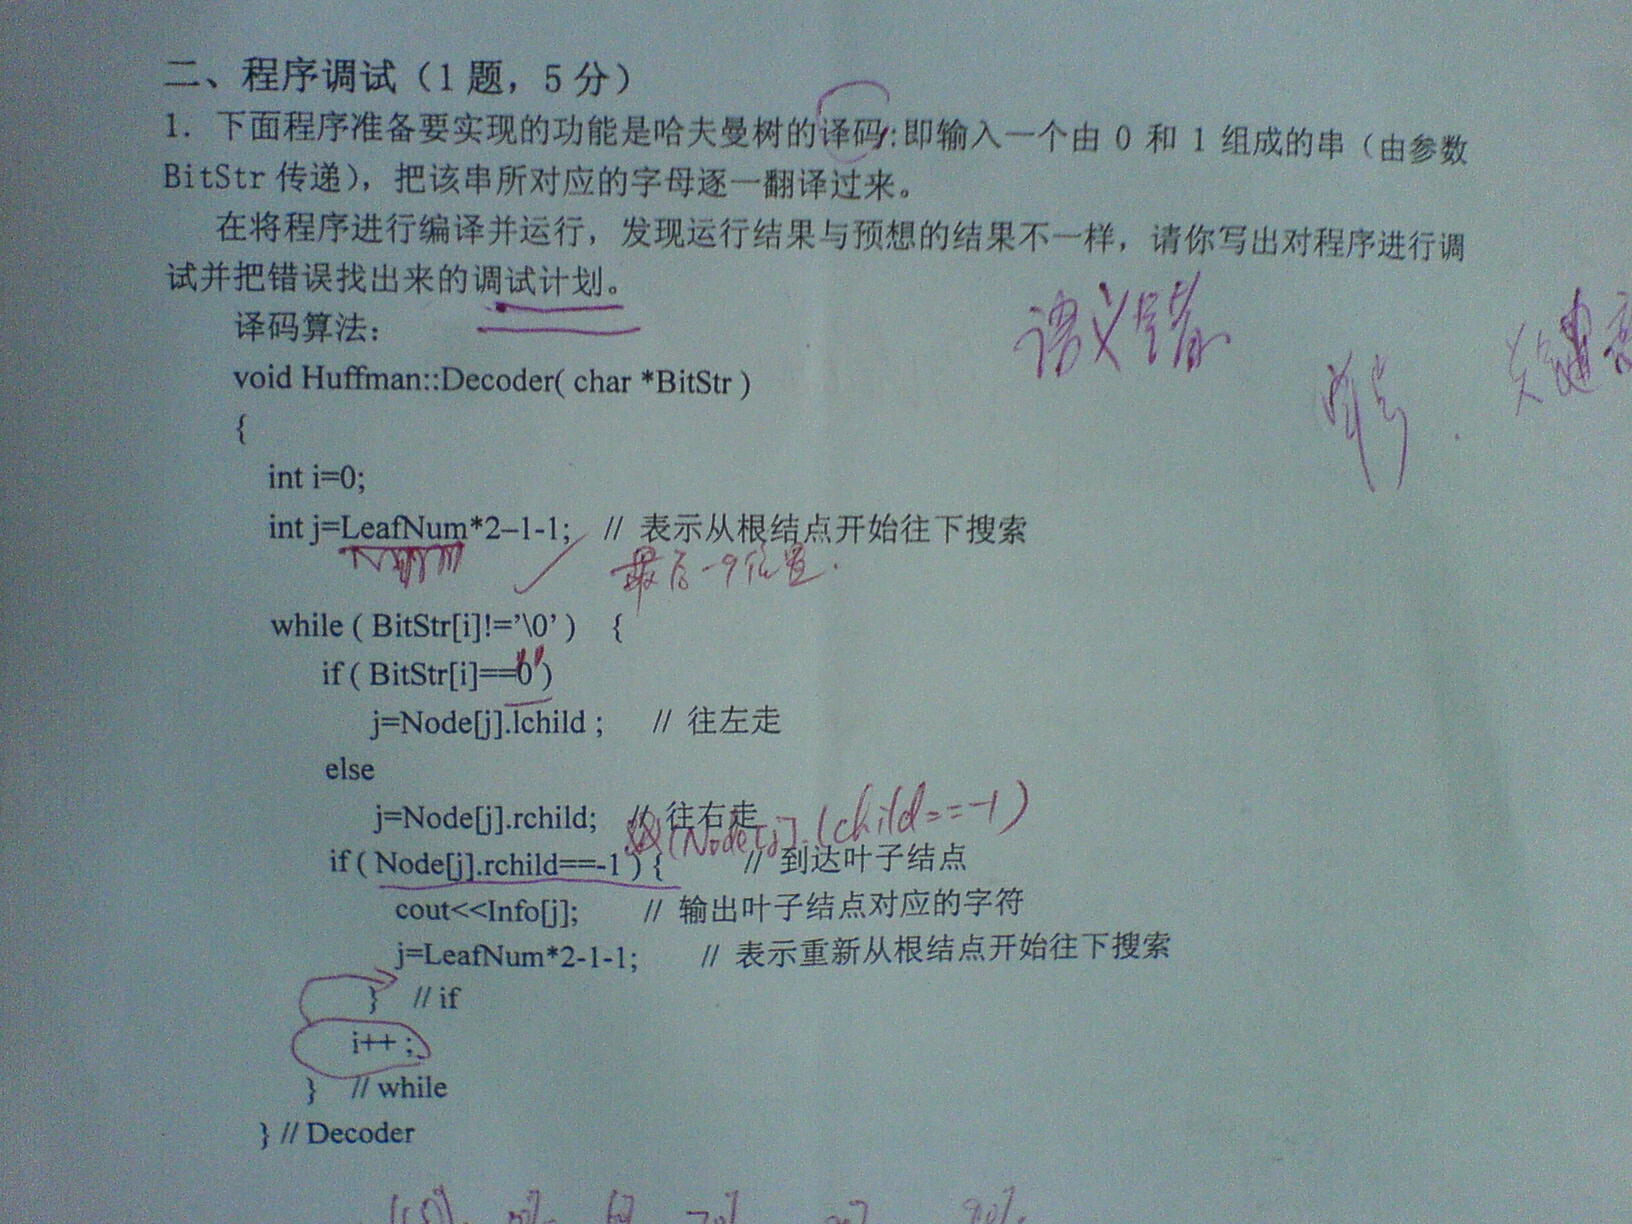 二、程序调试（1题，5分）
1. 下面程序准备要实现的功能是哈夫曼树的译码:即输入一个由 0 和 1 组成的串（由参数
BitStr 传递），把该串所对应的字母逐一翻译过来。
在将程序进行编译并运行，发现运行结果与预想的结果不一样，请你写出对程序进行调
试并把错误找出来的调试计划。
语义错
断点. 关键
译码算法：
void Huffman::Decoder( char *BitStr )
{
int i=0;
int j=LeafNum*2–1-1; // 表示从根结点开始往下搜索
最后一个位置.
while ( BitStr[i]!='\0' ) {
if ( BitStr[i]=='0' )
j=Node[j].lchild ; // 往左走
else
j=Node[j].rchild; // 往右走
(Node[j].lchild==-1)
if ( Node[j].rchild==-1 ) { // 到达叶子结点
cout<<Info[j]; // 输出叶子结点对应的字符
j=LeafNum*2-1-1; // 表示重新从根结点开始往下搜索
} // if
i++ ;
} // while
} // Decoder